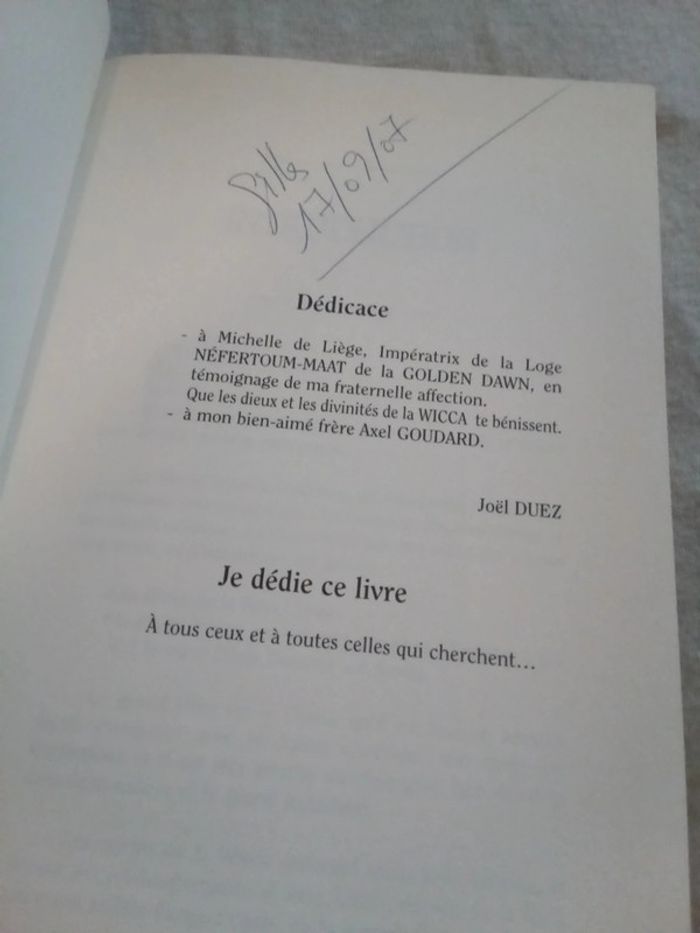 Gilles
17/09/07
Dédicace
- à Michelle de Liège, Impératrix de la Loge
NÉFERTOUM-MAAT de la GOLDEN DAWN, en
témoignage de ma fraternelle affection.
Que les dieux et les divinités de la WICCA te bénissent.
- à mon bien-aimé frère Axel GOUDARD.
Joël DUEZ
Je dédie ce livre
À tous ceux et à toutes celles qui cherchent...